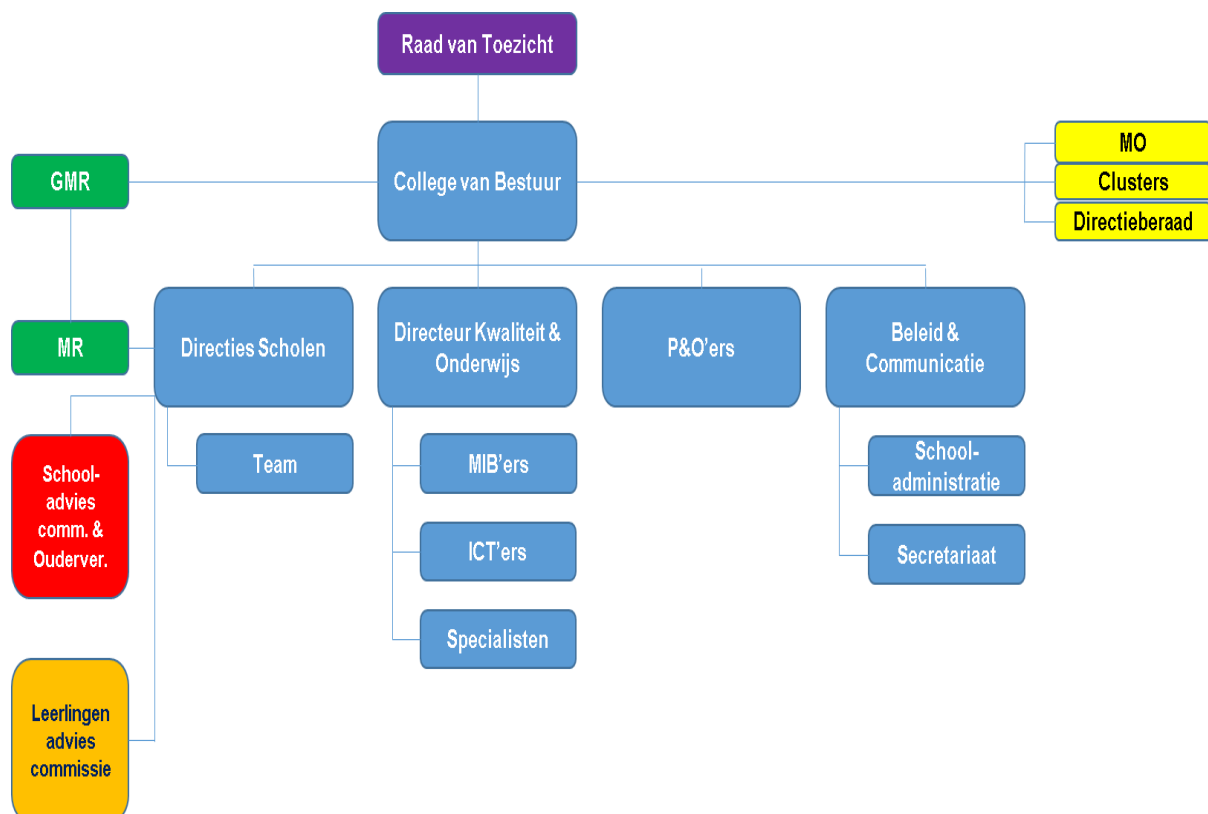 Raad van Toezicht
College van Bestuur
GMR
MO
Clusters
Directieberaad
MR
Directies Scholen
Directeur Kwaliteit &
Onderwijs
P&O’ers
Beleid &
Communicatie
School-
advies
comm. &
Ouderver.
Team
MIB’ers
ICT’ers
Specialisten
School-
administratie
Secretariaat
Leerlingen
advies
commissie